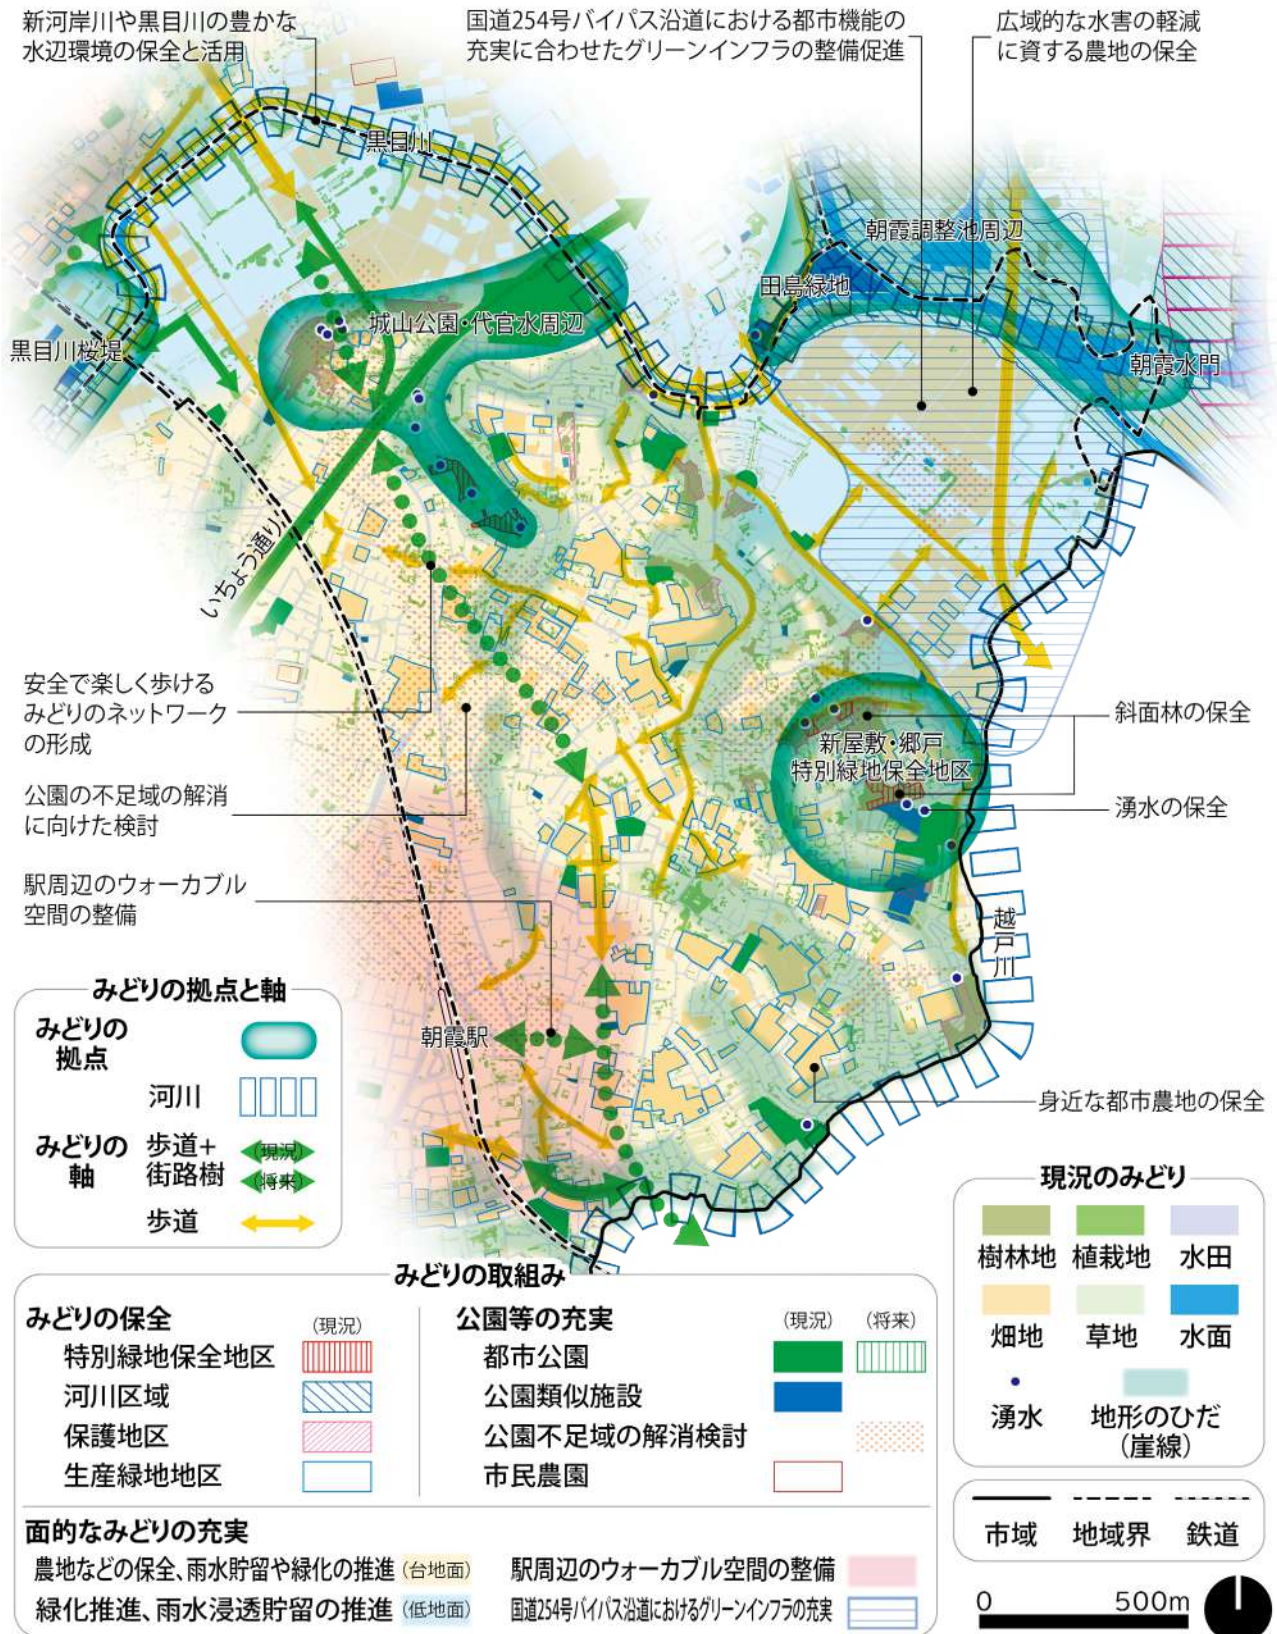 新河岸川や黒目川の豊かな
水辺環境の保全と活用
国道254号バイパス沿道における都市機能の
充実に合わせたグリーンインフラの整備促進
広域的な水害の軽減
に資する農地の保全
黒目川
朝霞調整池周辺
田島緑地
城山公園・代官水周辺
黒目川桜堤
朝霞水門
いちょう通り
安全で楽しく歩ける
みどりのネットワーク
の形成
斜面林の保全
新屋敷・郷戸
特別緑地保全地区
公園の不足域の解消
に向けた検討
湧水の保全
駅周辺のウォーカブル
空間の整備
越戸川
朝霞駅
身近な都市農地の保全
みどりの拠点と軸
みどりの
拠点
河川
みどりの
軸
歩道+
街路樹
(現況)
(将来)
歩道
現況のみどり
樹林地 植栽地 水田
畑地 草地 水面
湧水 地形のひだ
(崖線)
みどりの取組み
みどりの保全 (現況)
特別緑地保全地区
河川区域
保護地区
生産緑地地区
公園等の充実 (現況) (将来)
都市公園
公園類似施設
公園不足域の解消検討
市民農園
面的なみどりの充実
農地などの保全、雨水貯留や緑化の推進 (台地面)
緑化推進、雨水浸透貯留の推進 (低地面)
駅周辺のウォーカブル空間の整備
国道254号バイパス沿道におけるグリーンインフラの充実
市域 地域界 鉄道
0 500m